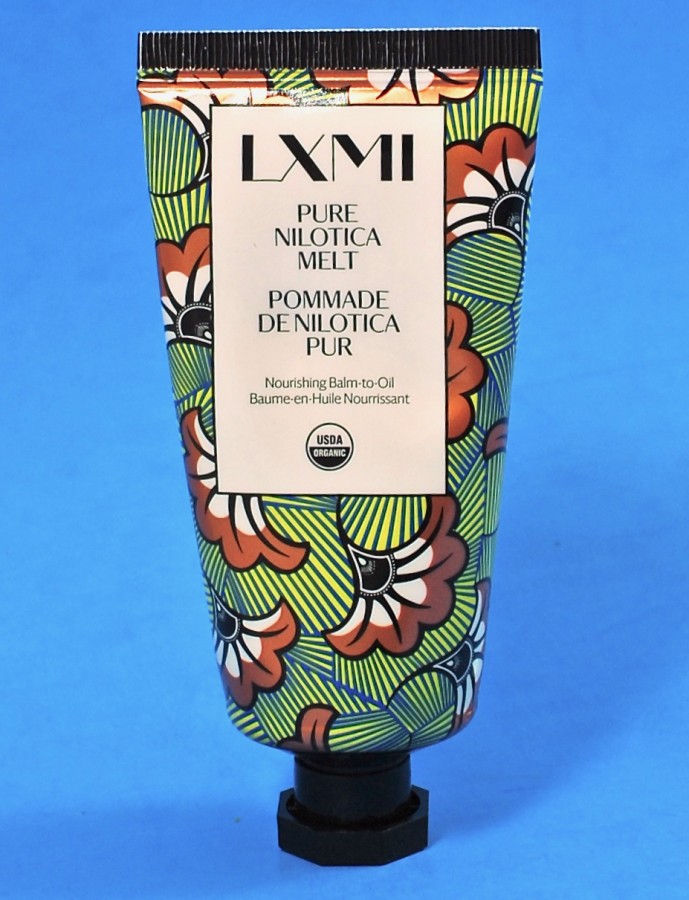 LXMI
PURE
NILOTICA
MELT
POMMADE
DE NILOTICA
PUR
Nourishing Balm-to-Oil
Baume-en-Huile Nourrissant
USDA
ORGANIC